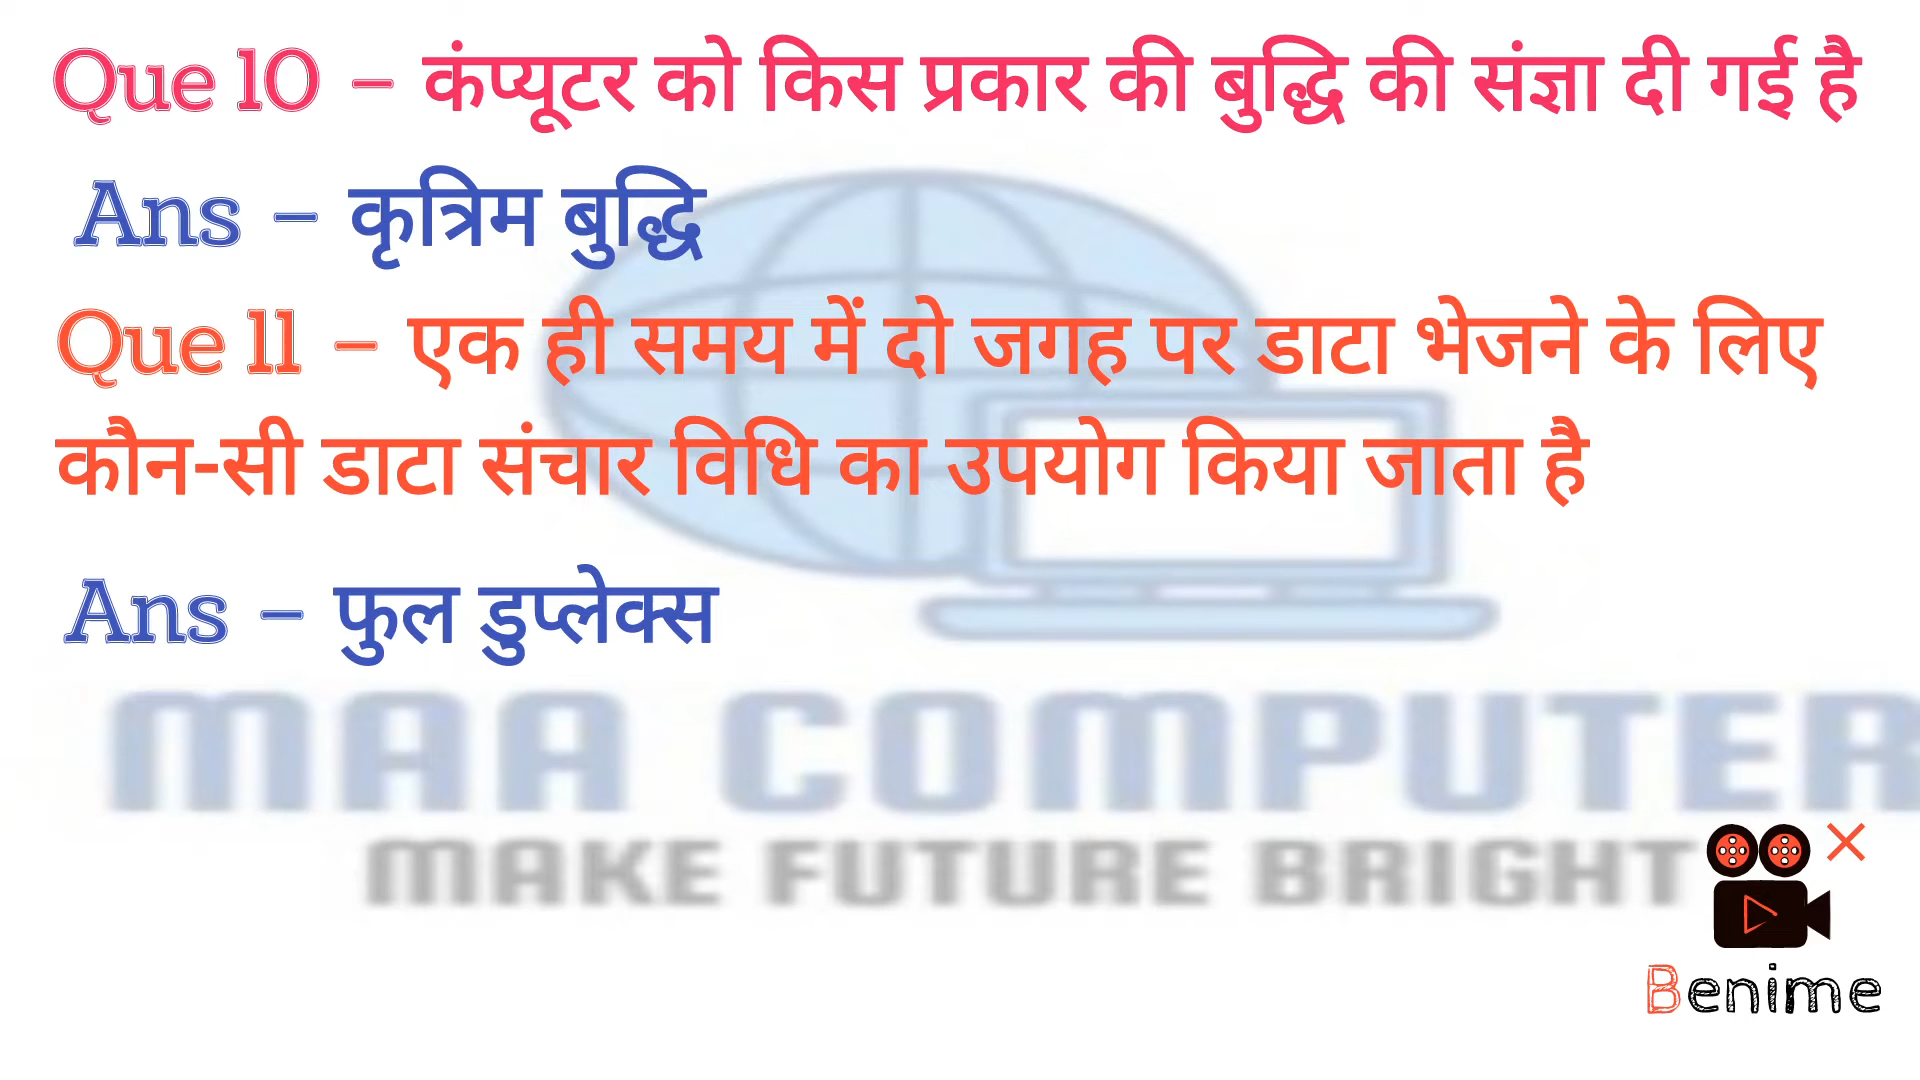 Que 10 – कंप्यूटर को किस प्रकार की बुद्धि की संज्ञा दी गई है
Ans – कृत्रिम बुद्धि
Que 11 – एक ही समय में दो जगह पर डाटा भेजने के लिए
कौन-सी डाटा संचार विधि का उपयोग किया जाता है
Ans – फुल डुप्लेक्स
MAA COMPUTER
MAKE FUTURE BRIGHT
Benime